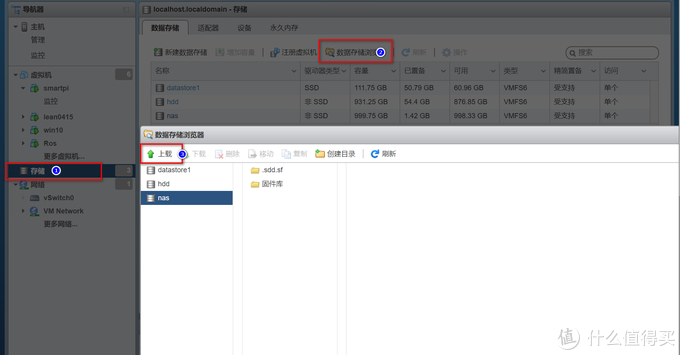 导航器
主机
管理
监控
虚拟机 6
smartpi
监控
lean0415
win10
Ros
更多虚拟机...
存储 1 3
网络 1
vSwitch0
VM Network
更多网络...
localhost.localdomain - 存储
数据存储 适配器 设备 永久内存
新建数据存储 增加容量 注册虚拟机 数据存储浏览器 2 刷新 操作 搜索
名称 驱动器类型 容量 已置备 可用 类型 精简置备 访问
datastore1 SSD 111.75 GB 50.79 GB 60.96 GB VMFS6 受支持 单个
hdd 非 SSD 931.25 GB 54.4 GB 876.85 GB VMFS6 受支持 单个
nas 非 SSD 999.75 GB 1.42 GB 998.33 GB VMFS6 受支持 单个
数据存储浏览器
上载 3 下载 删除 移动 复制 创建目录 刷新
datastore1 .sdd.sf
hdd 固件库
nas
值 什么值得买